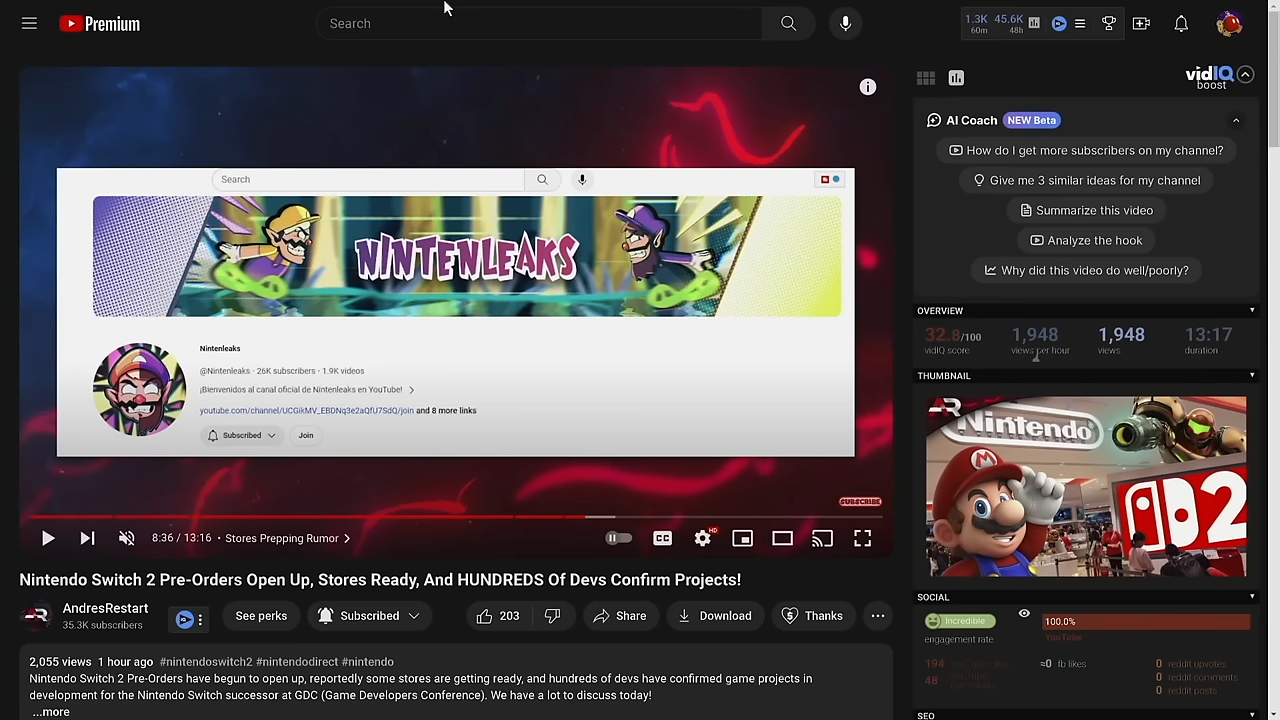 Premium
Search
1.3K 45.6K
60m 48h
vidIQ
boost
AI Coach NEW Beta
How do I get more subscribers on my channel?
Give me 3 similar ideas for my channel
Summarize this video
Analyze the hook
Why did this video do well/poorly?
Search
NINTENLEAKS
Nintenleaks
@Nintenleaks · 26K subscribers · 1.9K videos
¡Bienvenidos al canal oficial de Nintenleaks en YouTube!
youtube.com/channel/UCGikMV_EBDNq3e2aQfU7SdQ/join and 8 more links
Subscribed
Join
SUBSCRIBE
8:36 / 13:16 • Stores Prepping Rumor
CC
HD
Nintendo Switch 2 Pre-Orders Open Up, Stores Ready, And HUNDREDS Of Devs Confirm Projects!
AndresRestart
35.3K subscribers
See perks
Subscribed
203
Share
Download
Thanks
2,055 views 1 hour ago #nintendoswitch2 #nintendodirect #nintendo
Nintendo Switch 2 Pre-Orders have begun to open up, reportedly some stores are getting ready, and hundreds of devs have confirmed game projects in
development for the Nintendo Switch successor at GDC (Game Developers Conference). We have a lot to discuss today!
...more
OVERVIEW
32.8/100 1,948 1,948 13:17
vidIQ score views per hour views duration
THUMBNAIL
AR
Nintendo
M
2
SOCIAL
Incredible
engagement rate
100.0%
YouTube
194
48
≈0 fb likes
0 reddit upvotes
0 reddit comments
0 reddit posts
SEO